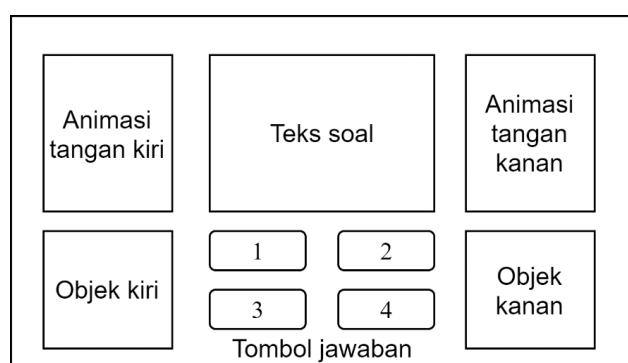 Animasi
tangan kiri
Teks soal
Animasi
tangan
kanan
Objek kiri
1
2
3
4
Tombol jawaban
Objek
kanan